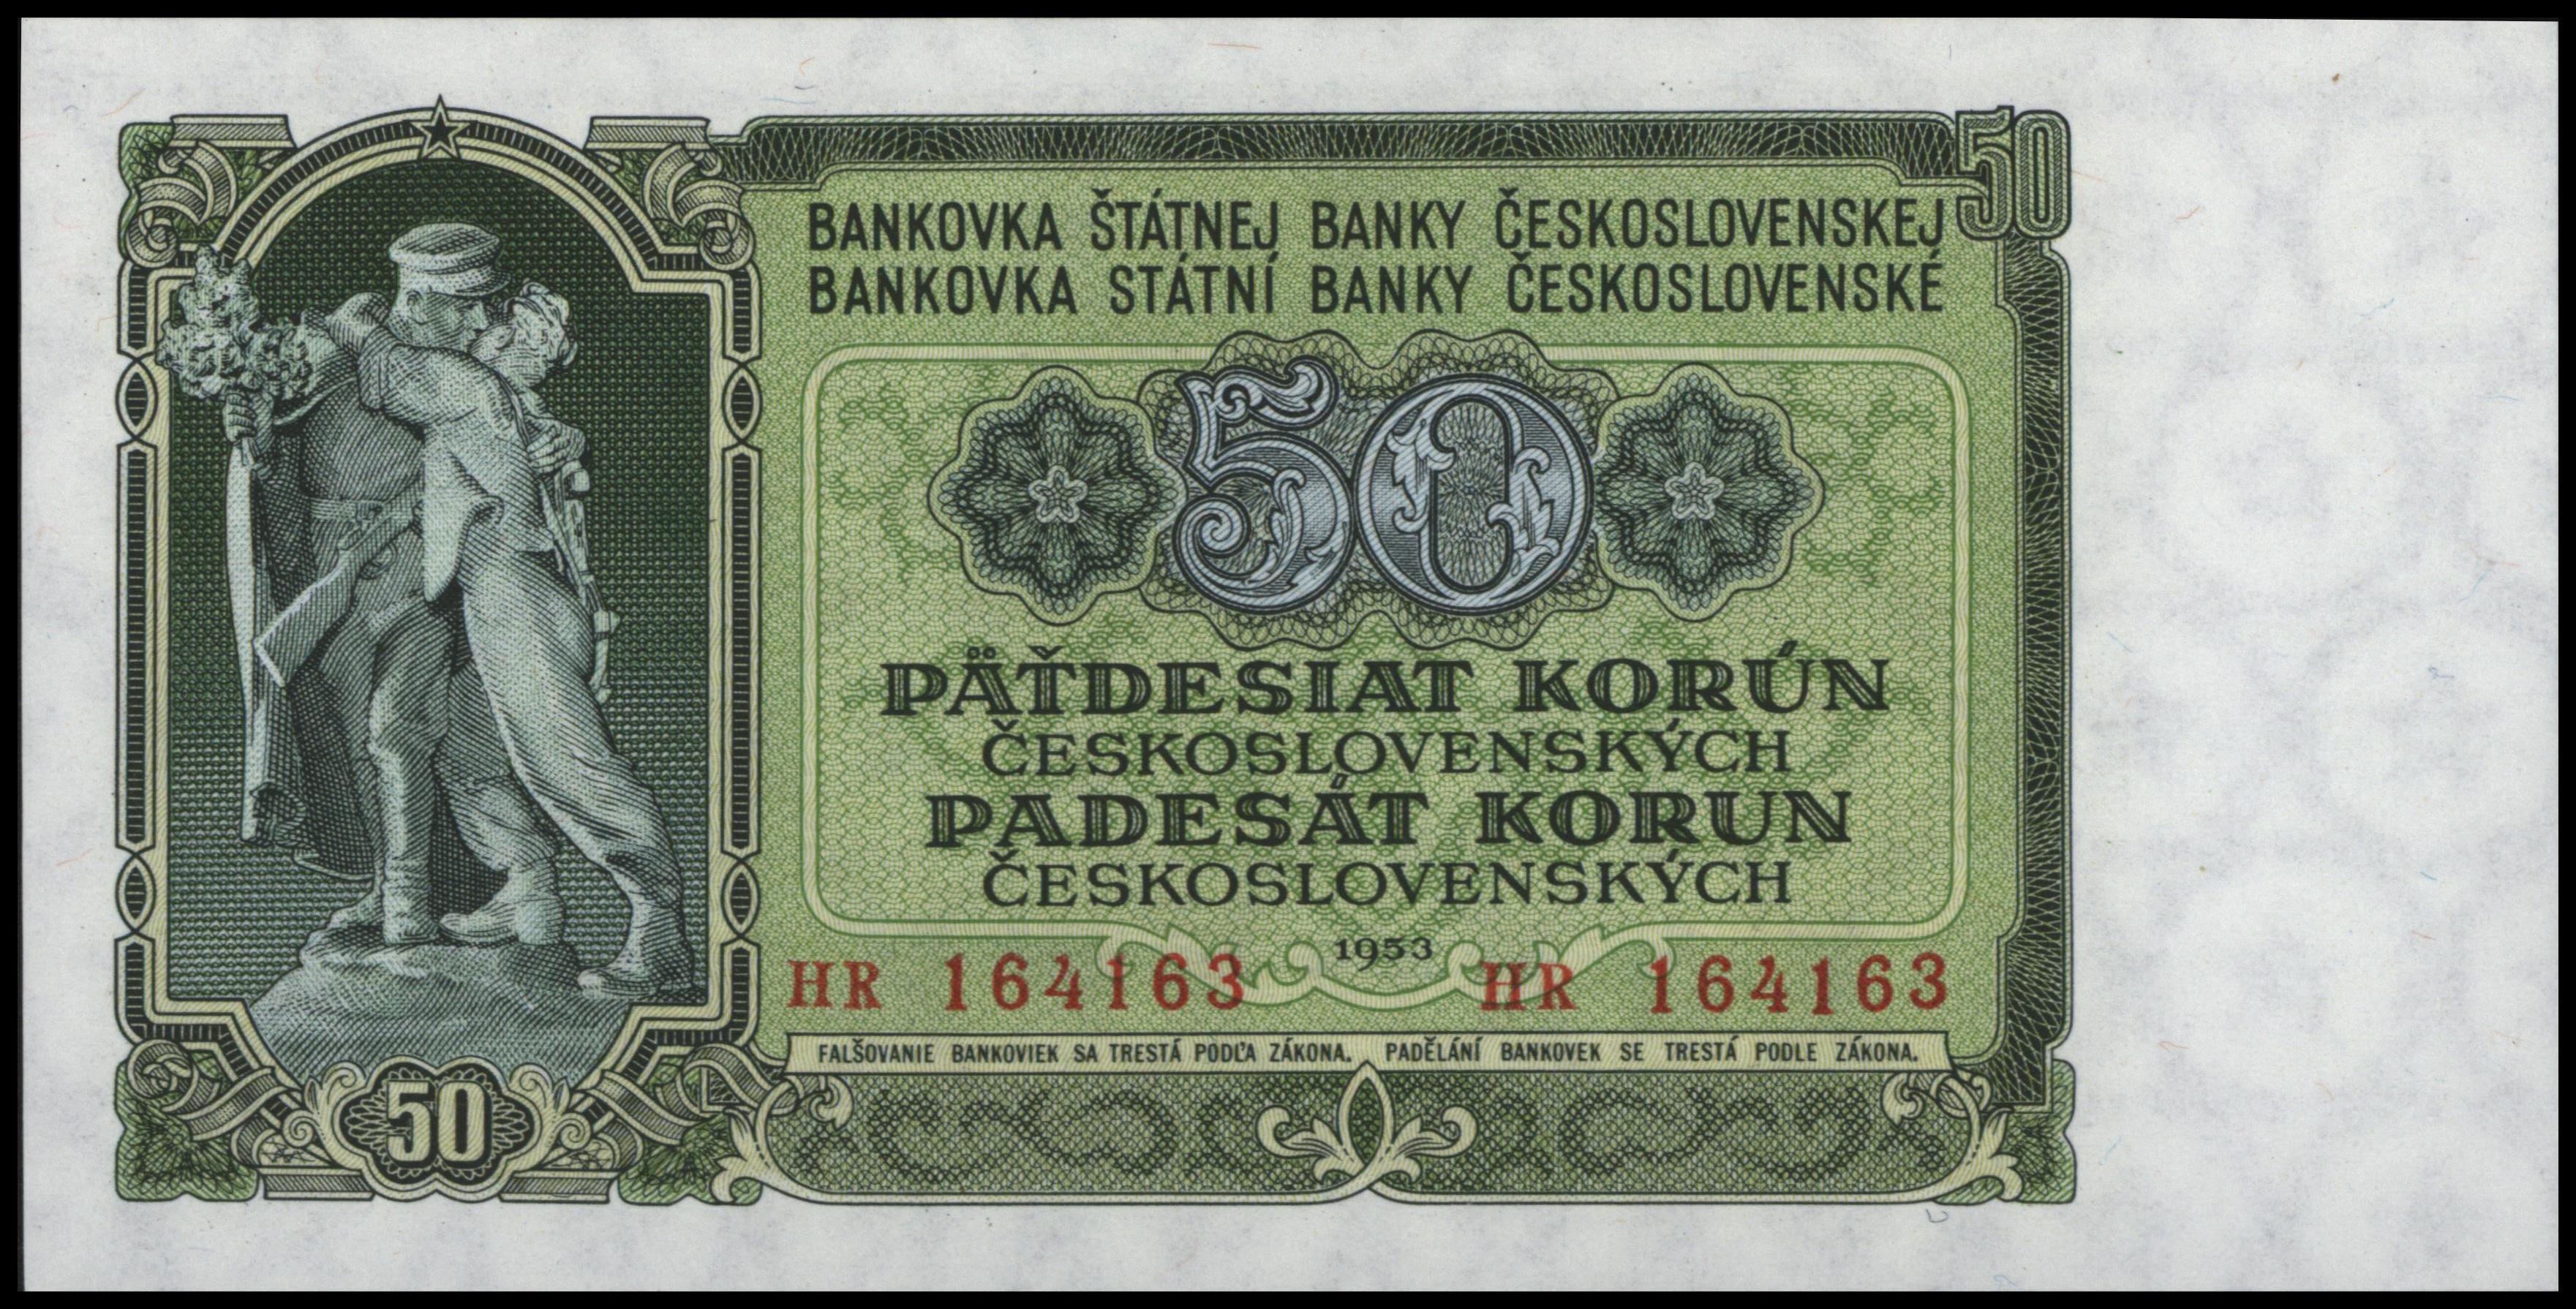 50
BANKOVKA ŠTÁTNEJ BANKY ČESKOSLOVENSKEJ
BANKOVKA STÁTNÍ BANKY ČESKOSLOVENSKÉ
50
PÄŤDESIAT KORÚN
ČESKOSLOVENSKÝCH
PADESÁT KORUN
ČESKOSLOVENSKÝCH
1953
HR 164163 HR 164163
FALŠOVANIE BANKOVIEK SA TRESTÁ PODĽA ZÁKONA. PADĚLÁNÍ BANKOVEK SE TRESTÁ PODLE ZÁKONA.
50